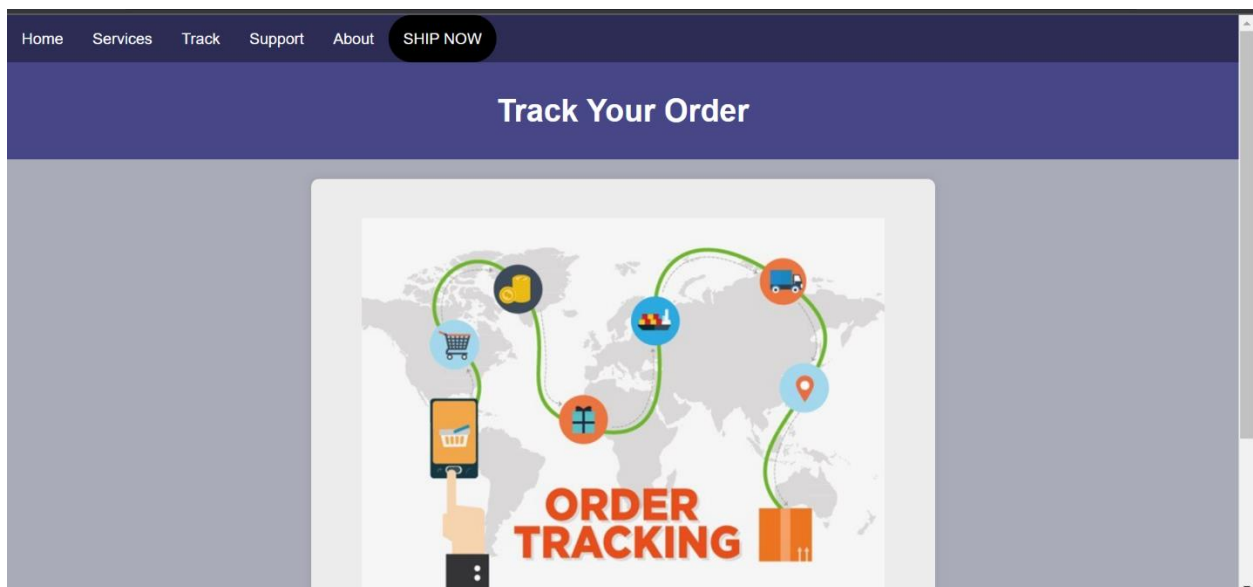 Home Services Track Support About SHIP NOW
Track Your Order
ORDER
TRACKING